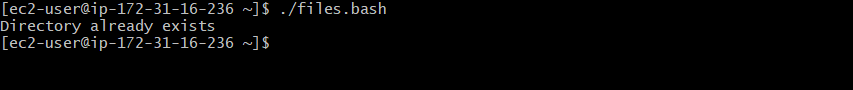 [ec2-user@ip-172-31-16-236 ~]$ ./files.bash
Directory already exists
[ec2-user@ip-172-31-16-236 ~]$